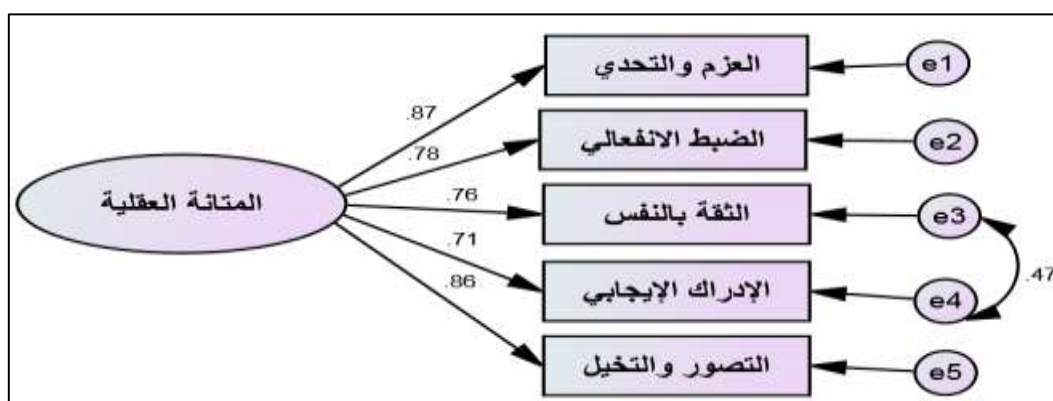 العزم والتحدي
e1
.87
الضبط الانفعالي
e2
.78
المتانة العقلية
.76
الثقة بالنفس
e3
.71
.47
.86
الإدراك الإيجابي
e4
التصور والتخيل
e5